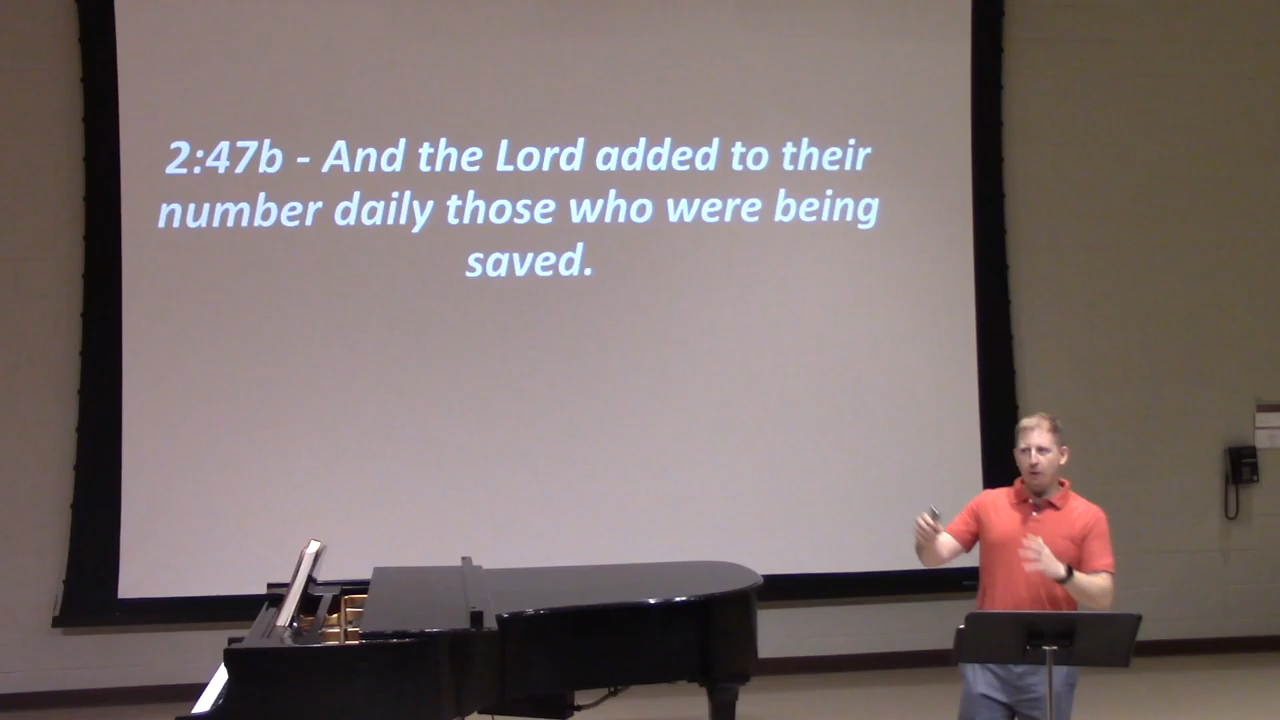 2:47b - And the Lord added to their
number daily those who were being
saved.